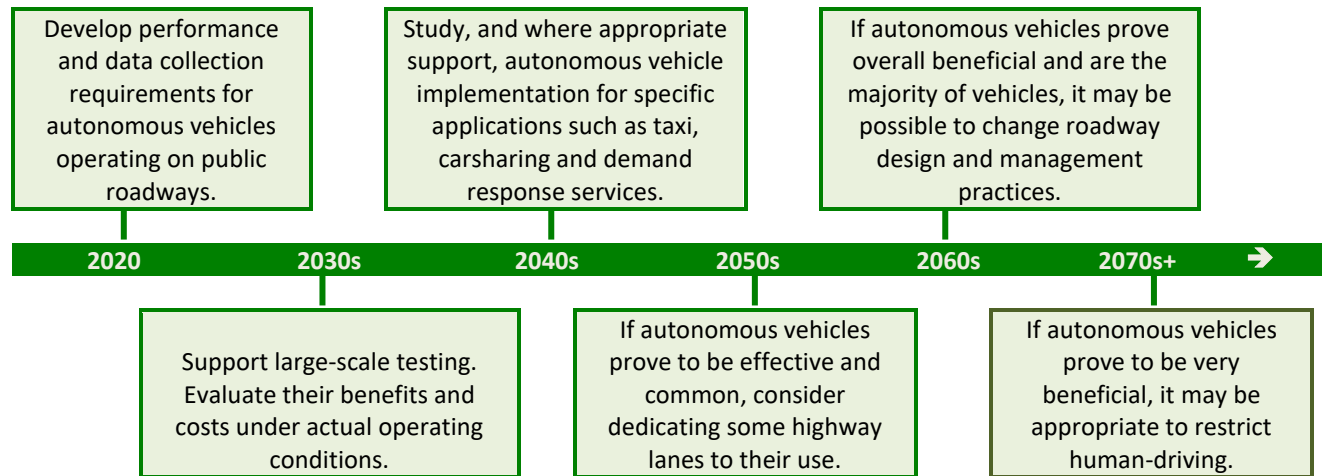 Develop performance
and data collection
requirements for
autonomous vehicles
operating on public
roadways.
Study, and where appropriate
support, autonomous vehicle
implementation for specific
applications such as taxi,
carsharing and demand
response services.
If autonomous vehicles prove
overall beneficial and are the
majority of vehicles, it may be
possible to change roadway
design and management
practices.
2020 2030s 2040s 2050s 2060s 2070s+ →
Support large-scale testing.
Evaluate their benefits and
costs under actual operating
conditions.
If autonomous vehicles
prove to be effective and
common, consider
dedicating some highway
lanes to their use.
If autonomous vehicles
prove to be very
beneficial, it may be
appropriate to restrict
human-driving.